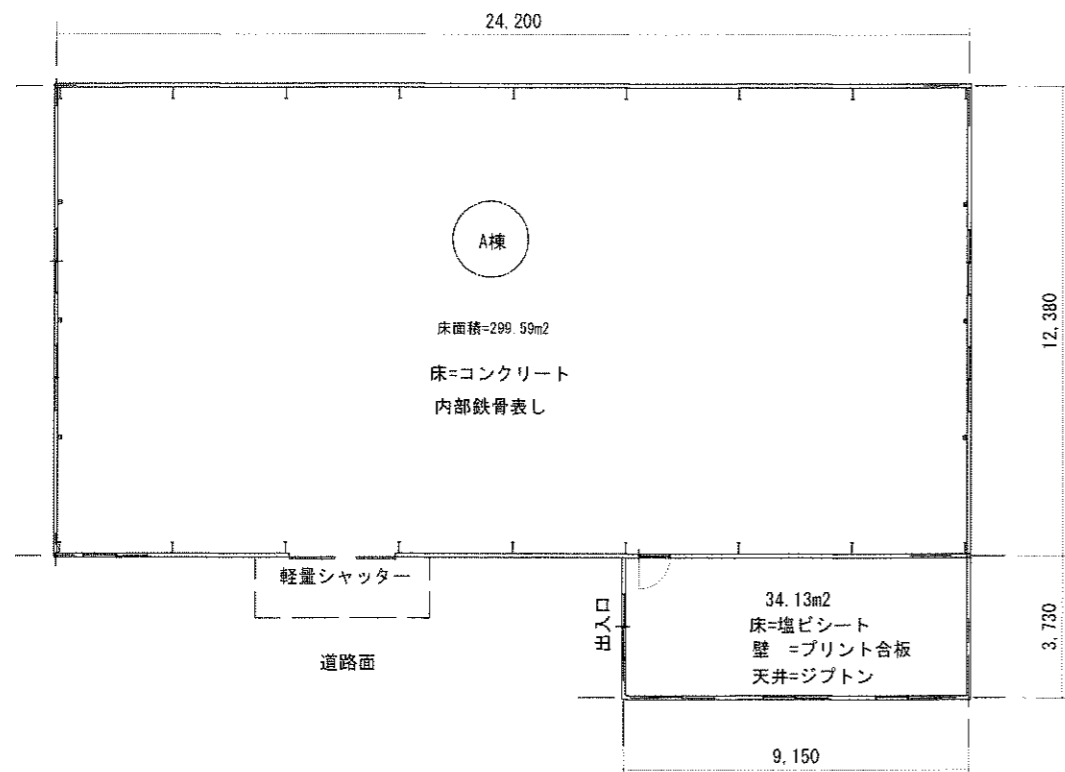 24,200
A棟
床面積=299.59m2
床=コンクリート
内部鉄骨表し
12,380
軽量シャッター
道路面
出入口
34.13m2
床=塩ビシート
壁　=プリント合板
天井=ジプトン
3,730
9,150